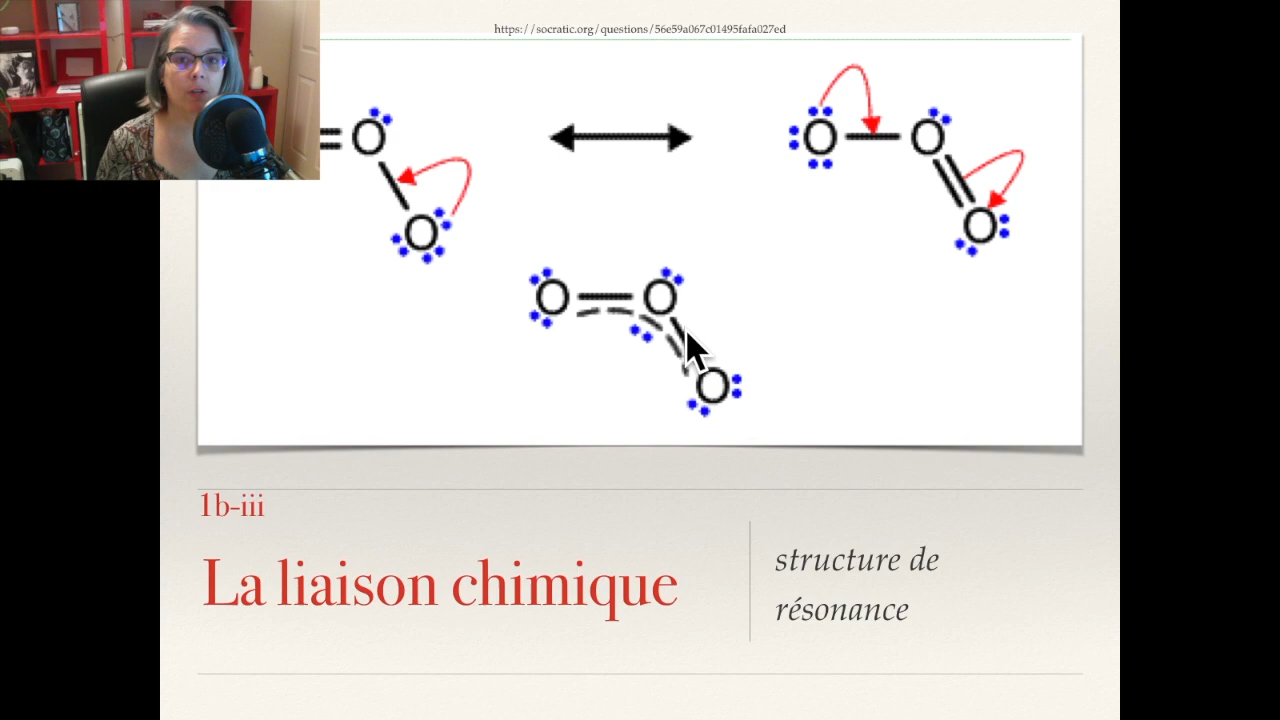 https://socratic.org/questions/56e59a067c01495fafa027ed
O O O
O O
O O
O
1b-iii
La liaison chimique
structure de
résonance